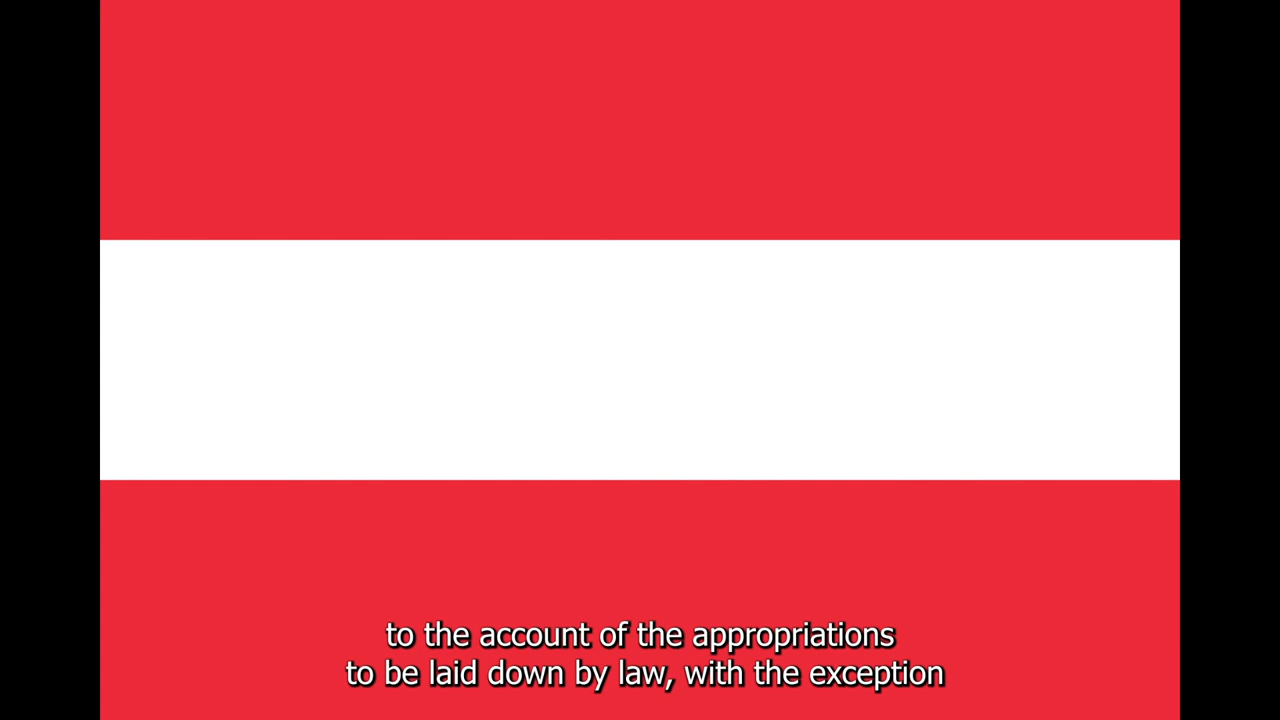 to the account of the appropriations
to be laid down by law, with the exception